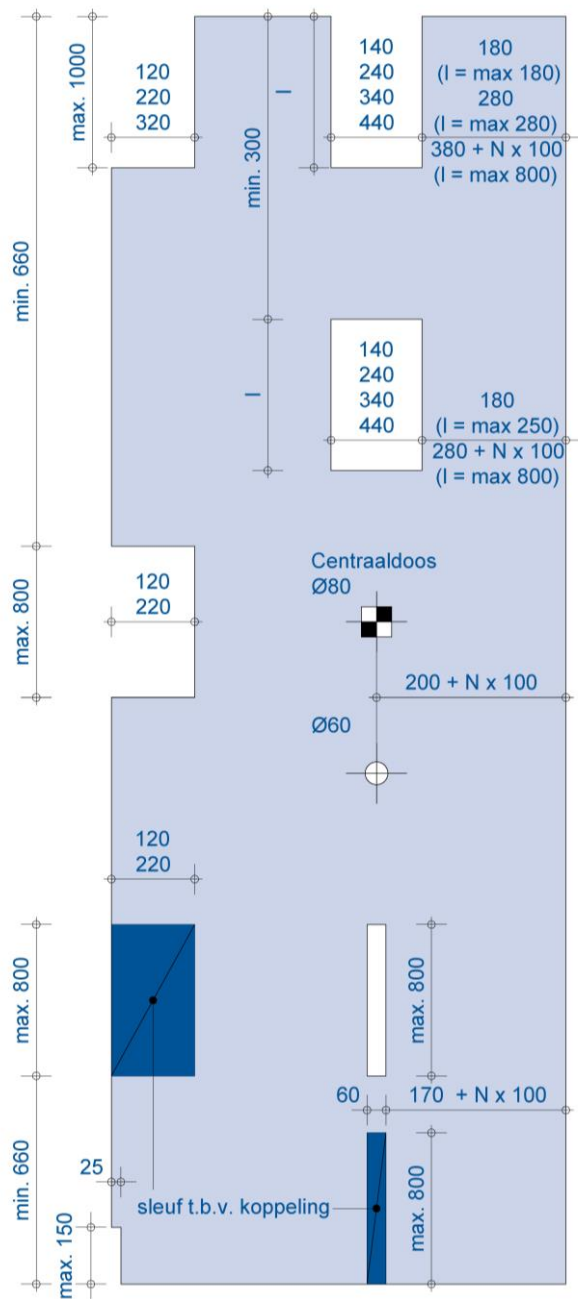 max. 1000
120
220
320
l
140
240
340
440
180
(l = max 180)
280
(l = max 280)
380 + N x 100
(l = max 800)
min. 300
min. 660
l
140
240
340
440
180
(l = max 250)
280 + N x 100
(l = max 800)
max. 800
120
220
Centraaldoos
Ø80
200 + N x 100
Ø60
120
220
max. 800
max. 800
60
170 + N x 100
min. 660
25
sleuf t.b.v. koppeling
max. 800
max. 150